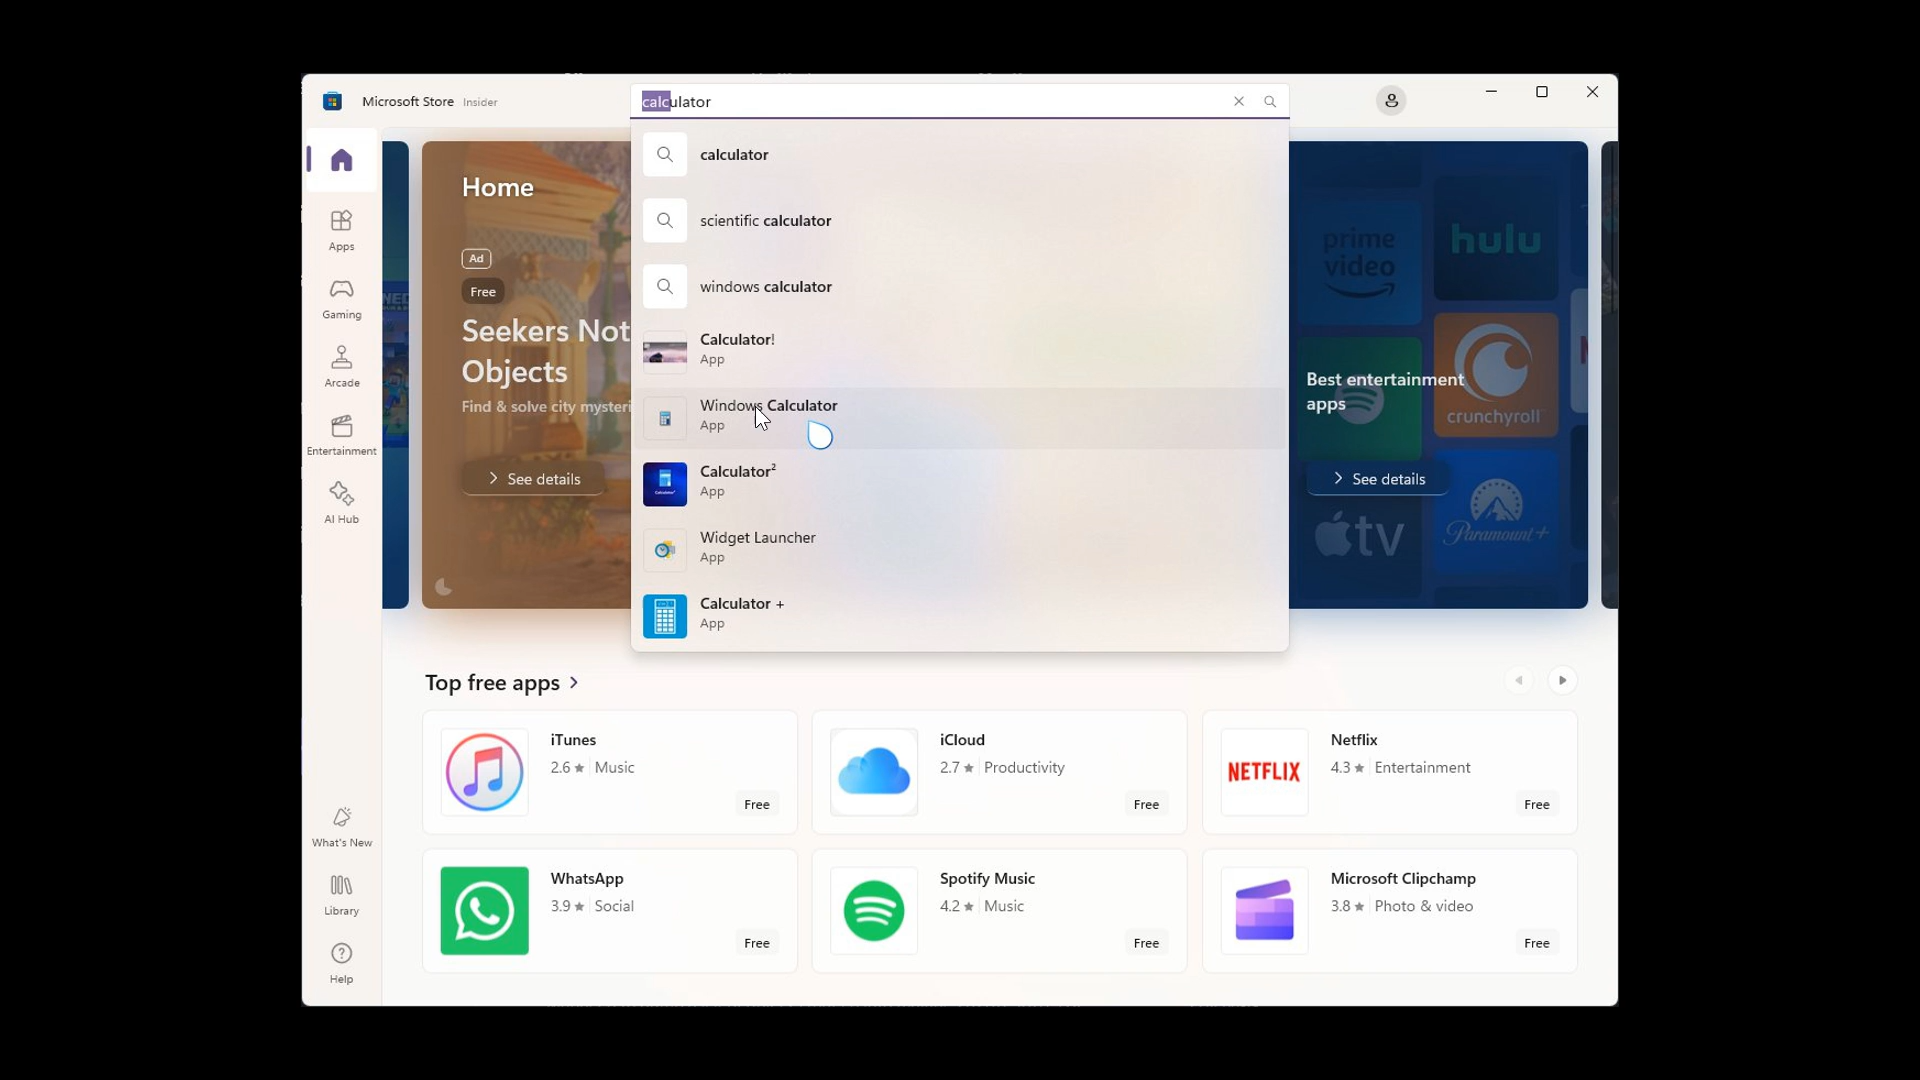 Microsoft Store Insider
calculator
Home
Apps
Gaming
Arcade
Entertainment
AI Hub
What's New
Library
Help
Home
Ad
Free
Seekers Not
Objects
Find & solve city mysteri
See details
calculator
scientific calculator
windows calculator
Calculator!
App
Windows Calculator
App
Calculator²
App
Widget Launcher
App
Calculator +
App
prime video
hulu
crunchyroll
tv
Paramount+
Best entertainment
apps
See details
Top free apps
iTunes
2.6 ★ Music
Free
iCloud
2.7 ★ Productivity
Free
NETFLIX
Netflix
4.3 ★ Entertainment
Free
WhatsApp
3.9 ★ Social
Free
Spotify Music
4.2 ★ Music
Free
Microsoft Clipchamp
3.8 ★ Photo & video
Free